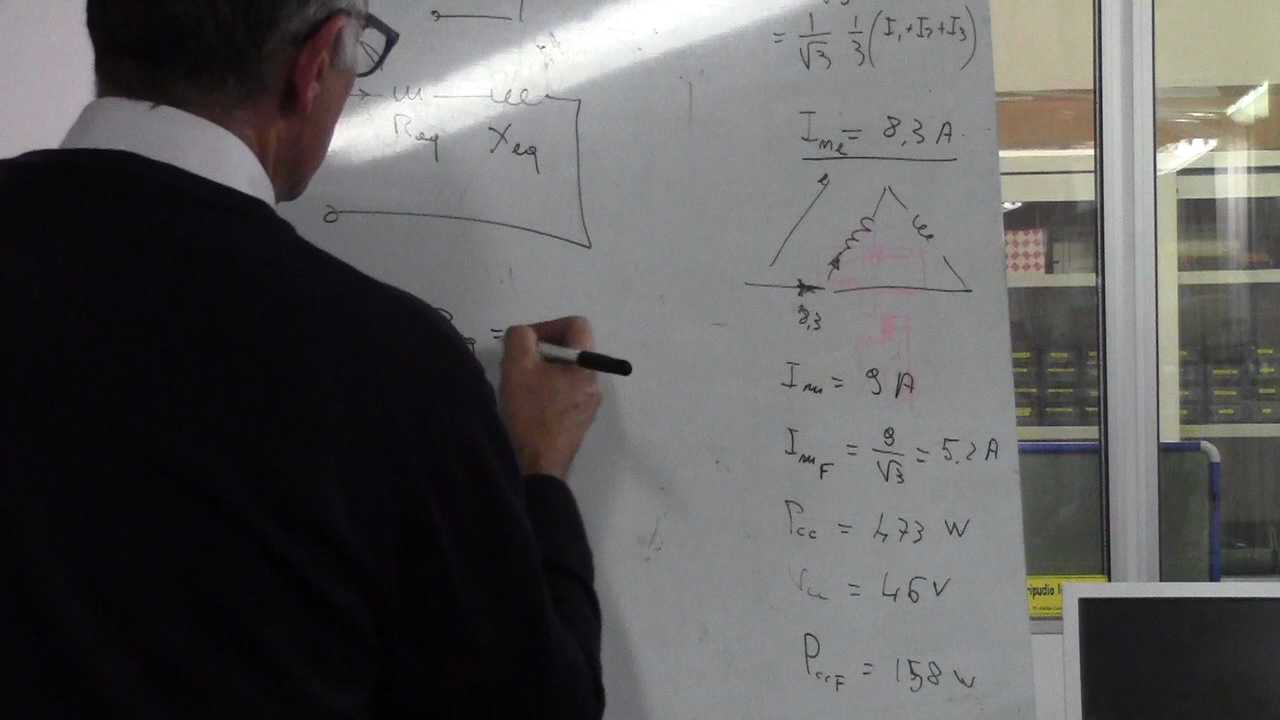 = 1/√3 1/3 (I₁+I₂+I₃)
Req Xeq
Ime = 8,3 A
8,3
Im = 9 A
ImF = 9/√3 = 5,2 A
Pcc = 473 W
Vcc = 46 V
PccF = 158 W
=
ripudio l